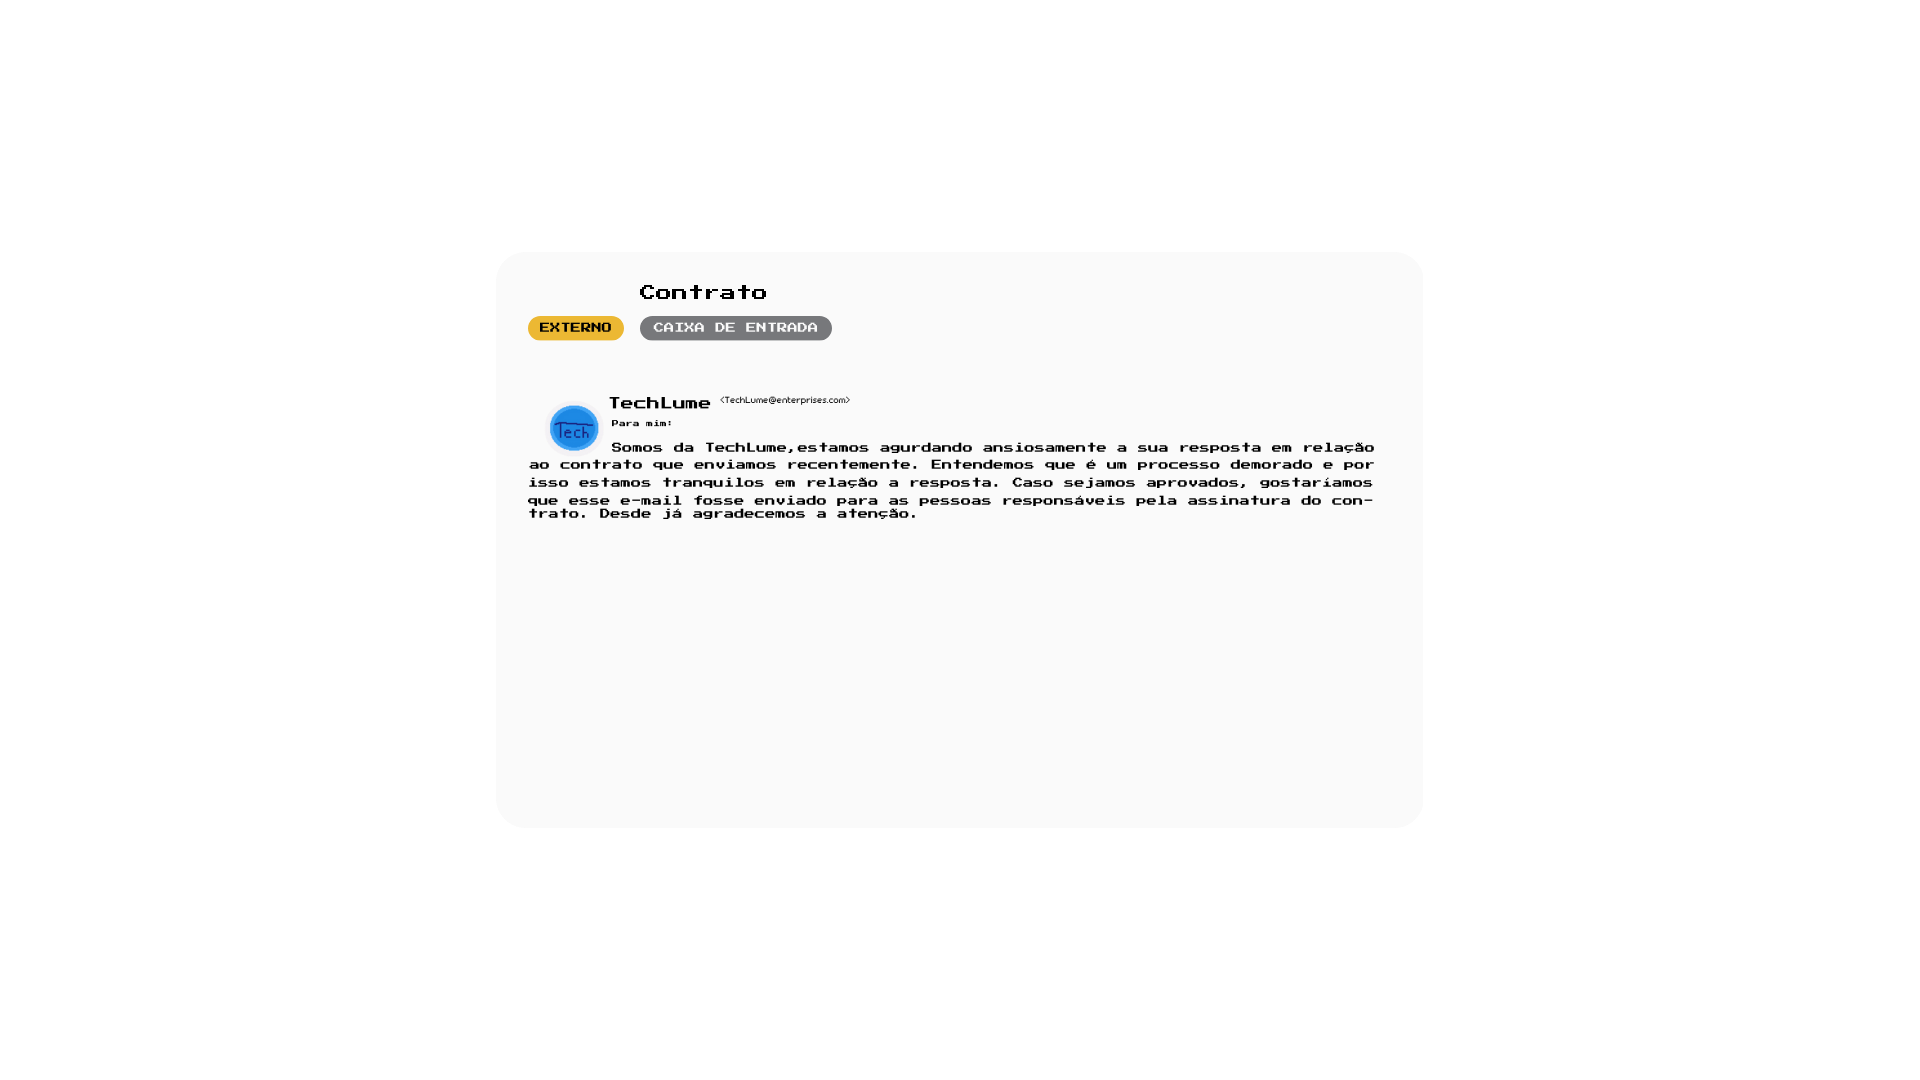 Contrato
EXTERNO CAIXA DE ENTRADA
TechLume <TechLume@enterprises.com>
Para mim:
Tech
Somos da TechLume,estamos agurdando ansiosamente a sua resposta em relação
ao contrato que enviamos recentemente. Entendemos que é um processo demorado e por
isso estamos tranquilos em relação a resposta. Caso sejamos aprovados, gostaríamos
que esse e-mail fosse enviado para as pessoas responsáveis pela assinatura do con-
trato. Desde já agradecemos a atenção.